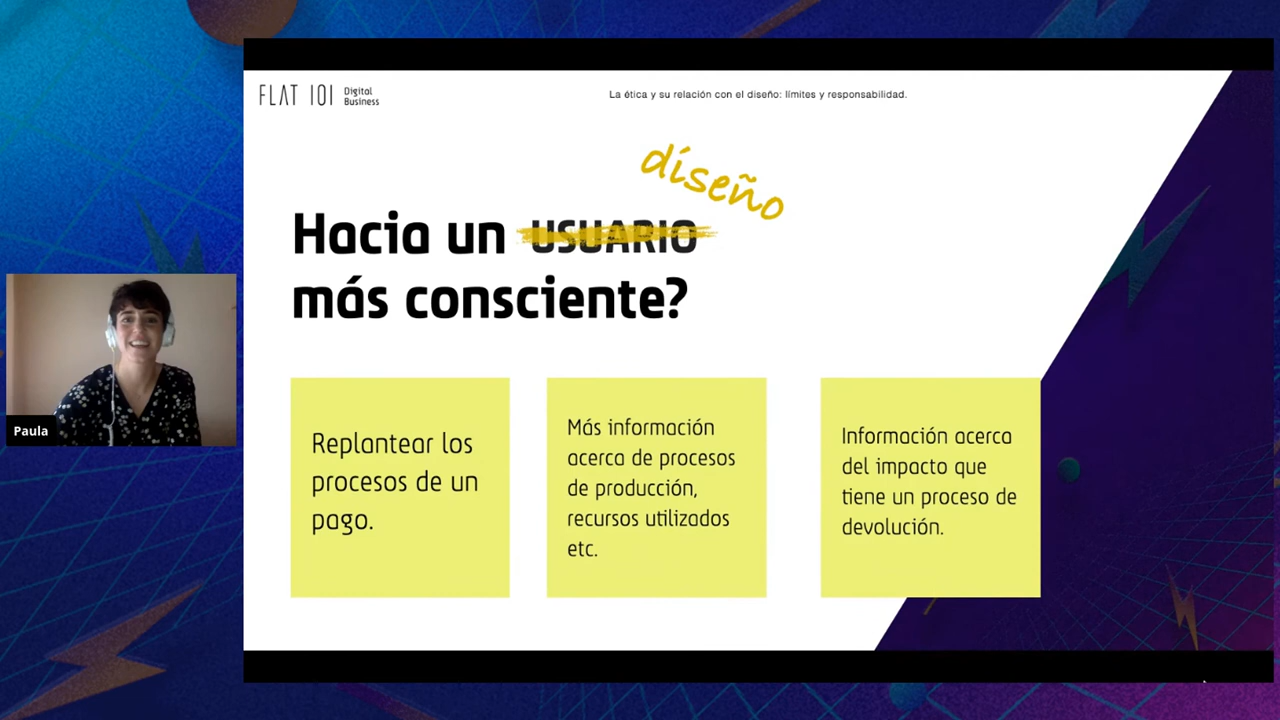 FLAT 101 Digital
Business
La ética y su relación con el diseño: límites y responsabilidad.
diseño
Hacia un USUARIO
más consciente?
Replantear los
procesos de un
pago.
Más información
acerca de procesos
de producción,
recursos utilizados
etc.
Información acerca
del impacto que
tiene un proceso de
devolución.
Paula